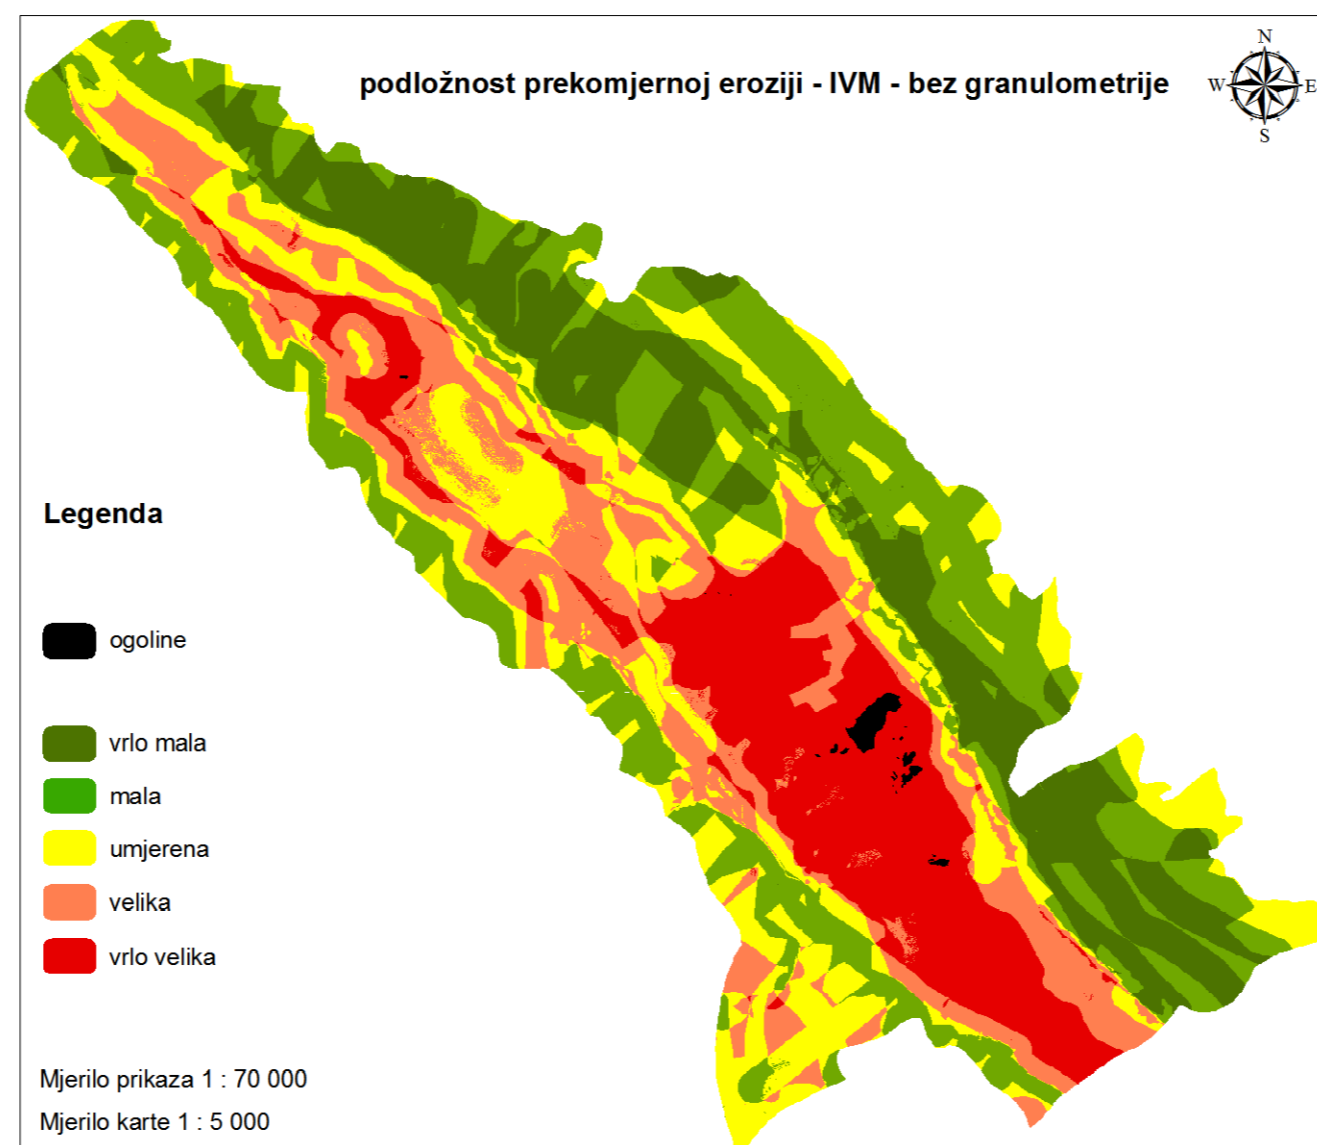 podložnost prekomjernoj eroziji - IVM - bez granulometrije
N
W
E
S
Legenda
ogoline
vrlo mala
mala
umjerena
velika
vrlo velika
Mjerilo prikaza 1 : 70 000
Mjerilo karte 1 : 5 000